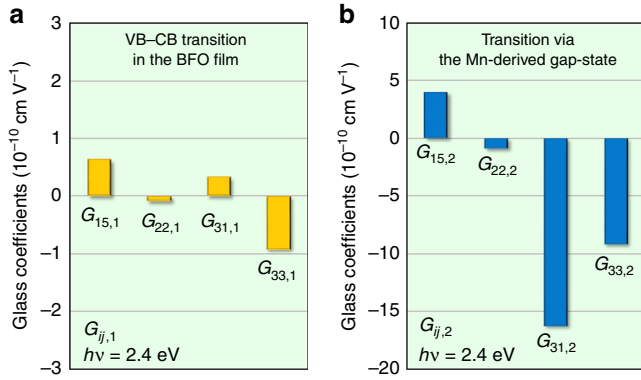 a
VB–CB transition
in the BFO film
Glass coefficients (10⁻¹⁰ cm V⁻¹)
3
2
1
0
–1
–2
–3
G15,1
G22,1
G31,1
G33,1
Gij,1
hν = 2.4 eV
b
Transition via
the Mn-derived gap-state
Glass coefficients (10⁻¹⁰ cm V⁻¹)
10
5
0
–5
–10
–15
–20
G15,2
G22,2
G31,2
G33,2
Gij,2
hν = 2.4 eV